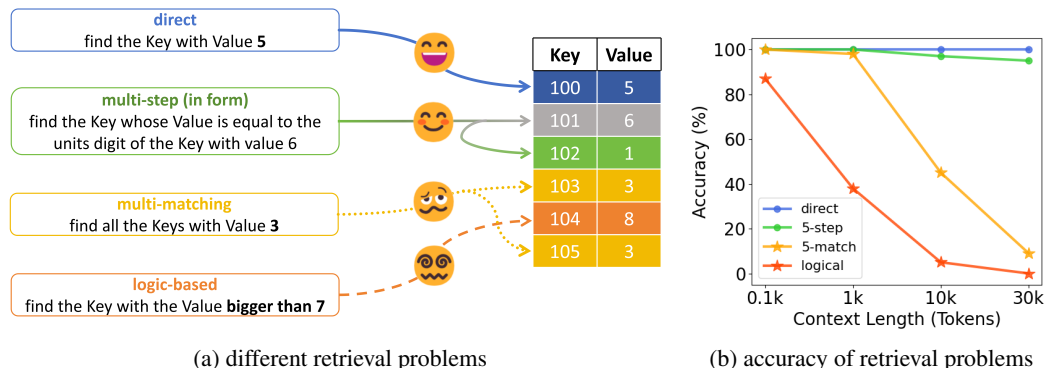 direct
find the Key with Value 5
multi-step (in form)
find the Key whose Value is equal to the
units digit of the Key with value 6
multi-matching
find all the Keys with Value 3
logic-based
find the Key with the Value bigger than 7
Key Value
100 5
101 6
102 1
103 3
104 8
105 3
(a) different retrieval problems
Accuracy (%)
100
80
60
40
20
0
direct
5-step
5-match
logical
0.1k 1k 10k 30k
Context Length (Tokens)
(b) accuracy of retrieval problems